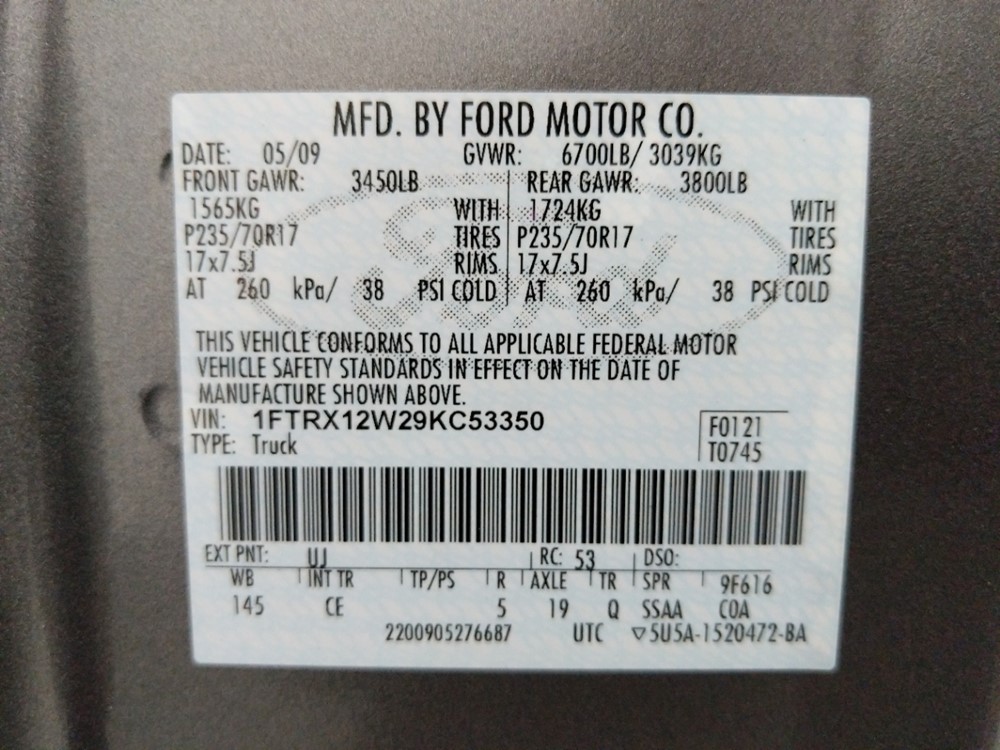 MFD. BY FORD MOTOR CO.
DATE: 05/09 GVWR: 6700LB/ 3039KG
FRONT GAWR: 3450LB REAR GAWR: 3800LB
1565KG WITH 1724KG WITH
P235/70R17 TIRES P235/70R17 TIRES
17x7.5J RIMS 17x7.5J RIMS
AT 260 kPa/ 38 PSI COLD AT 260 kPa/ 38 PSI COLD
Ford
THIS VEHICLE CONFORMS TO ALL APPLICABLE FEDERAL MOTOR
VEHICLE SAFETY STANDARDS IN EFFECT ON THE DATE OF
MANUFACTURE SHOWN ABOVE.
VIN: 1FTRX12W29KC53350 F0121
TYPE: Truck T0745
EXT PNT: UJ RC: 53 DSO:
WB INT TR TP/PS R AXLE TR SPR 9F616
145 CE 5 19 Q SSAA COA
2200905276687 UTC ▽5U5A-1520472-BA